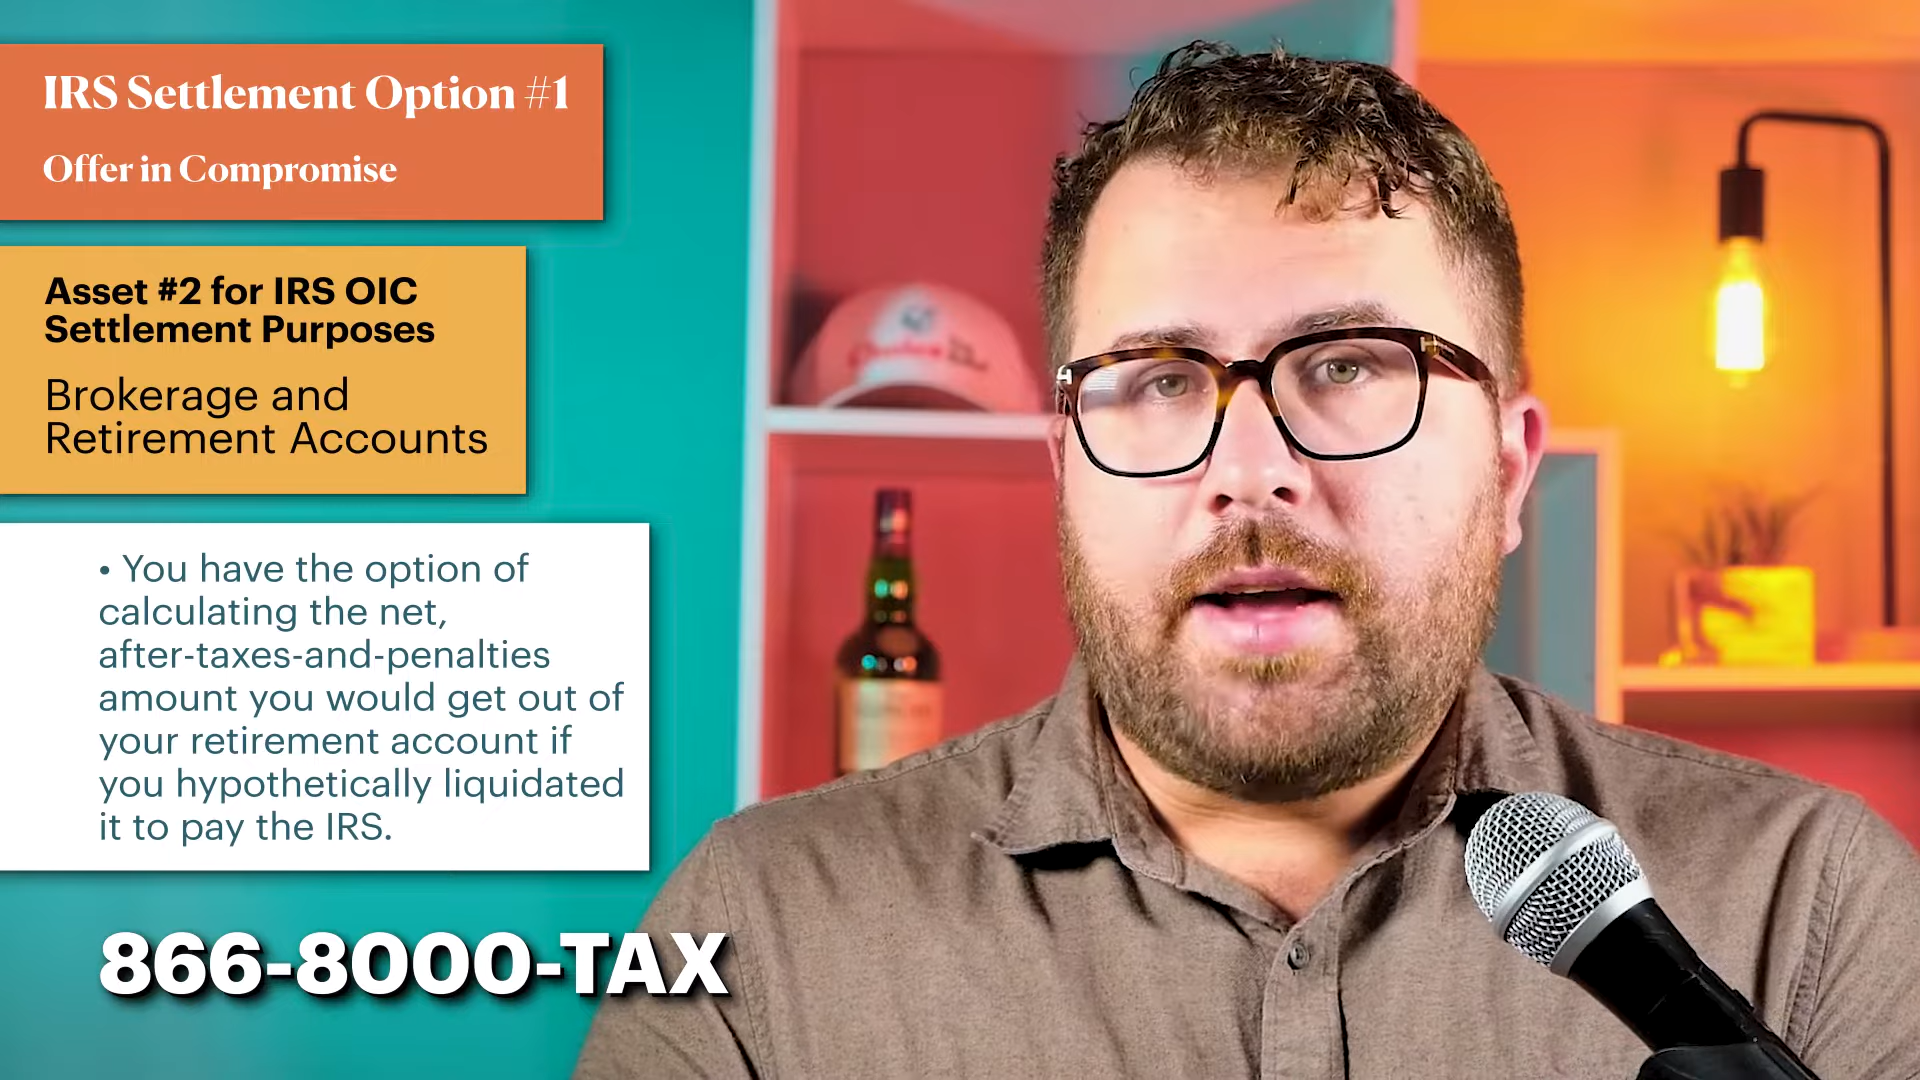 IRS Settlement Option #1
Offer in Compromise
Asset #2 for IRS OIC
Settlement Purposes
Brokerage and
Retirement Accounts
• You have the option of
calculating the net,
after-taxes-and-penalties
amount you would get out of
your retirement account if
you hypothetically liquidated
it to pay the IRS.
866-8000-TAX